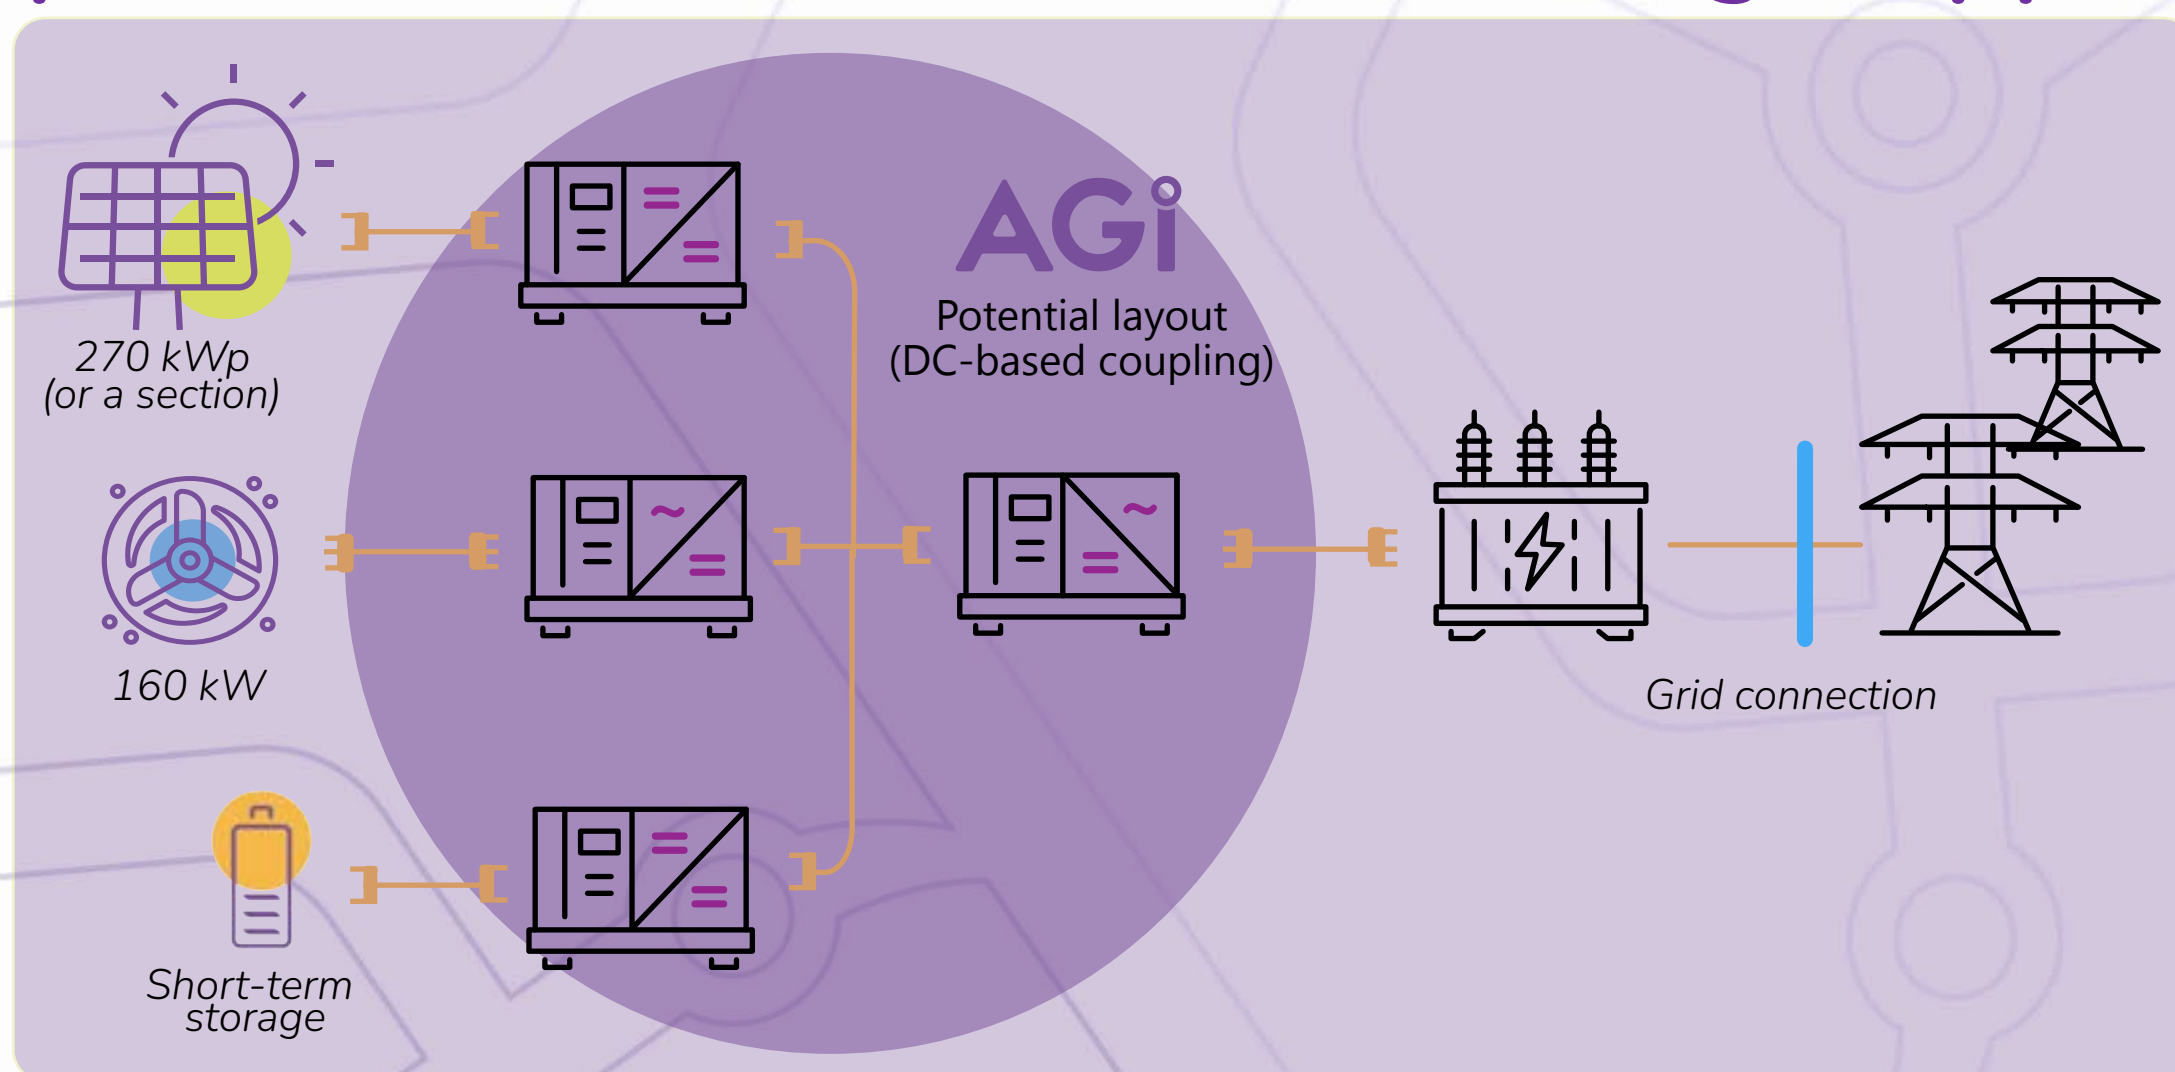 270 kWp
(or a section)
AGi
Potential layout
(DC-based coupling)
160 kW
Grid connection
Short-term
storage